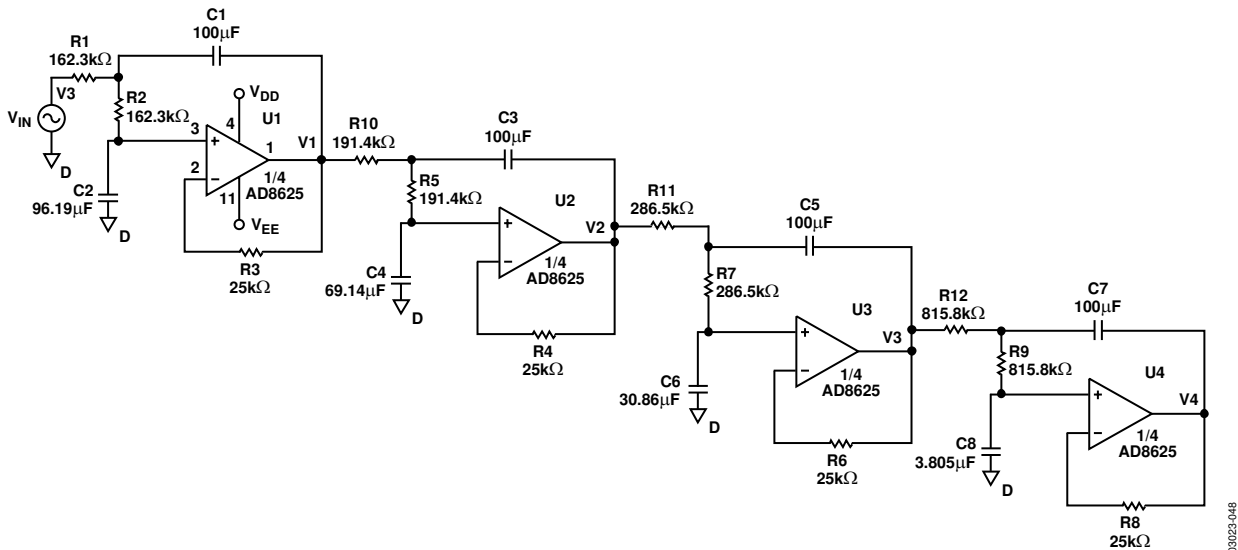 C1
100μF
R1
162.3kΩ
V3
VIN
D
R2
162.3kΩ
VDD
4
U1
3
+
2
−
1
V1
1/4
AD8625
11
VEE
C2
96.19μF
D
R3
25kΩ
R10
191.4kΩ
C3
100μF
R5
191.4kΩ
U2
+
−
V2
1/4
AD8625
C4
69.14μF
D
R4
25kΩ
R11
286.5kΩ
C5
100μF
R7
286.5kΩ
U3
+
−
V3
1/4
AD8625
C6
30.86μF
D
R6
25kΩ
R12
815.8kΩ
C7
100μF
R9
815.8kΩ
U4
+
−
V4
1/4
AD8625
C8
3.805μF
D
R8
25kΩ
03023-048